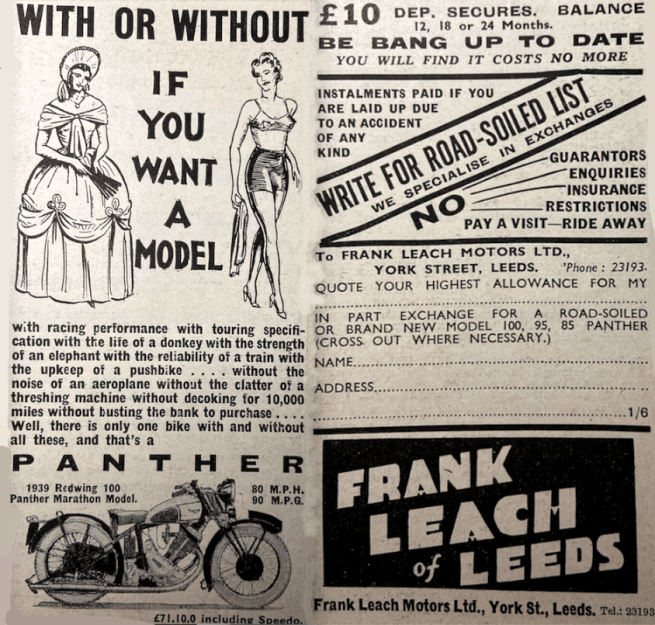 WITH OR WITHOUT
IF
YOU
WANT
A
MODEL
with racing performance with touring specifi-
cation with the life of a donkey with the strength
of an elephant with the reliability of a train with
the upkeep of a pushbike .... without the
noise of an aeroplane without the clatter of a
threshing machine without decoking for 10,000
miles without busting the bank to purchase ....
Well, there is only one bike with and without
all these, and that's a
PANTHER
1939 Redwing 100
Panther Marathon Model.
80 M.P.H.
90 M.P.G.
£71.10.0 including Speedo.
£10 DEP. SECURES. BALANCE
12, 18 or 24 Months.
BE BANG UP TO DATE
YOU WILL FIND IT COSTS NO MORE
INSTALMENTS PAID IF YOU
ARE LAID UP DUE
TO AN ACCIDENT
OF ANY
KIND
WRITE FOR ROAD-SOILED LIST
WE SPECIALISE IN EXCHANGES
NO
GUARANTORS
ENQUIRIES
INSURANCE
RESTRICTIONS
PAY A VISIT—RIDE AWAY
To FRANK LEACH MOTORS LTD.,
YORK STREET, LEEDS. 'Phone : 23193.
QUOTE YOUR HIGHEST ALLOWANCE FOR MY
IN PART EXCHANGE FOR A ROAD-SOILED
OR BRAND NEW MODEL 100, 95, 85 PANTHER
(CROSS OUT WHERE NECESSARY.)
NAME
ADDRESS
1/6
FRANK
LEACH
of LEEDS
Frank Leach Motors Ltd., York St., Leeds. Tel.: 23193